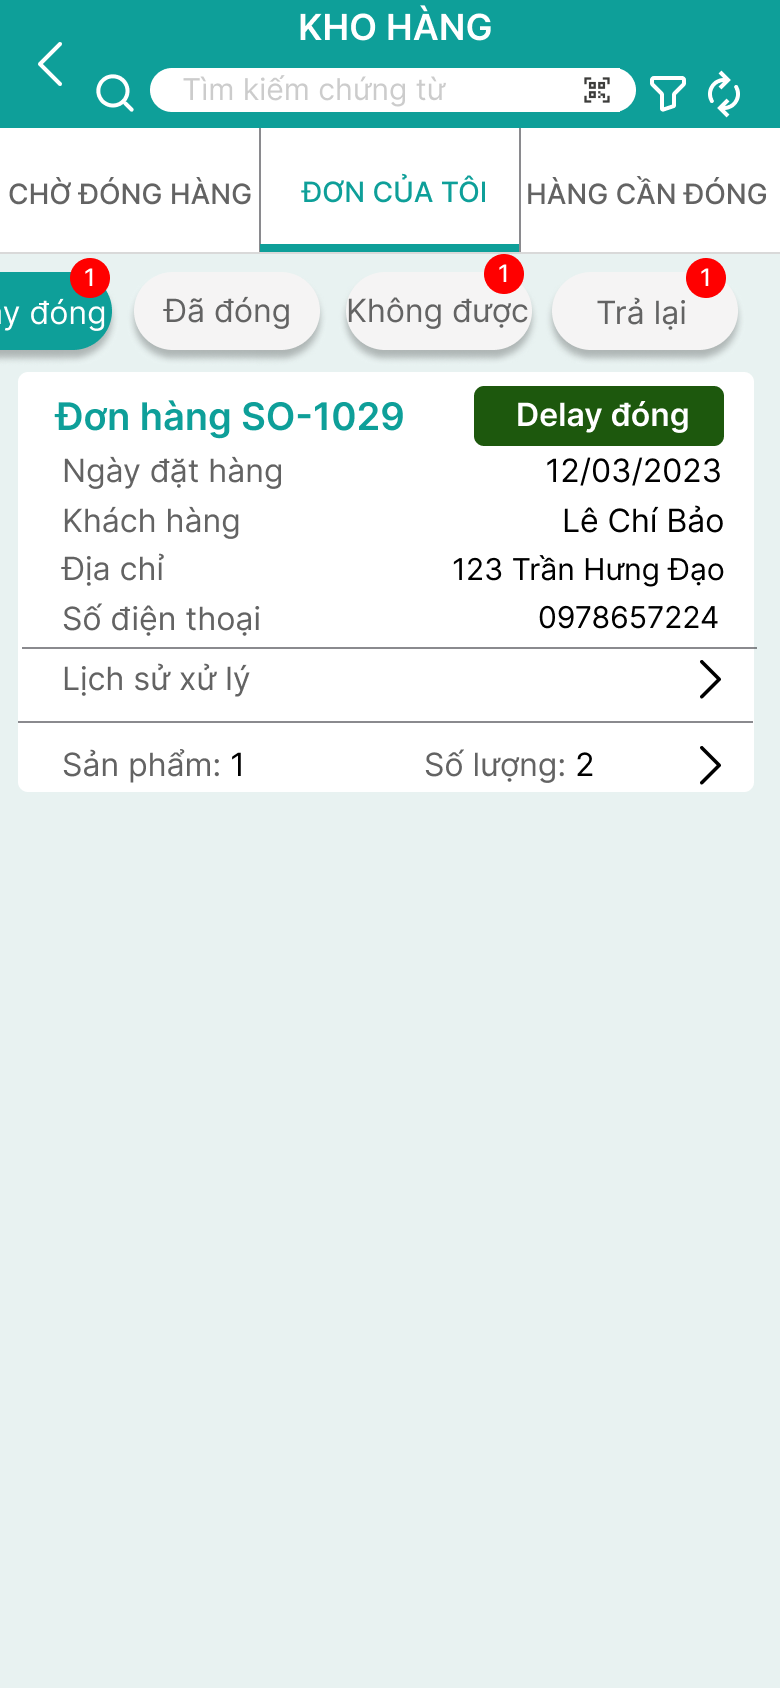 KHO HÀNG
Tìm kiếm chứng từ
CHỜ ĐÓNG HÀNG
ĐƠN CỦA TÔI
HÀNG CẦN ĐÓNG
ay đóng
1
Đã đóng
Không được
1
Trả lại
1
Đơn hàng SO-1029
Delay đóng
Ngày đặt hàng
12/03/2023
Khách hàng
Lê Chí Bảo
Địa chỉ
123 Trần Hưng Đạo
Số điện thoại
0978657224
Lịch sử xử lý
Sản phẩm: 1
Số lượng: 2